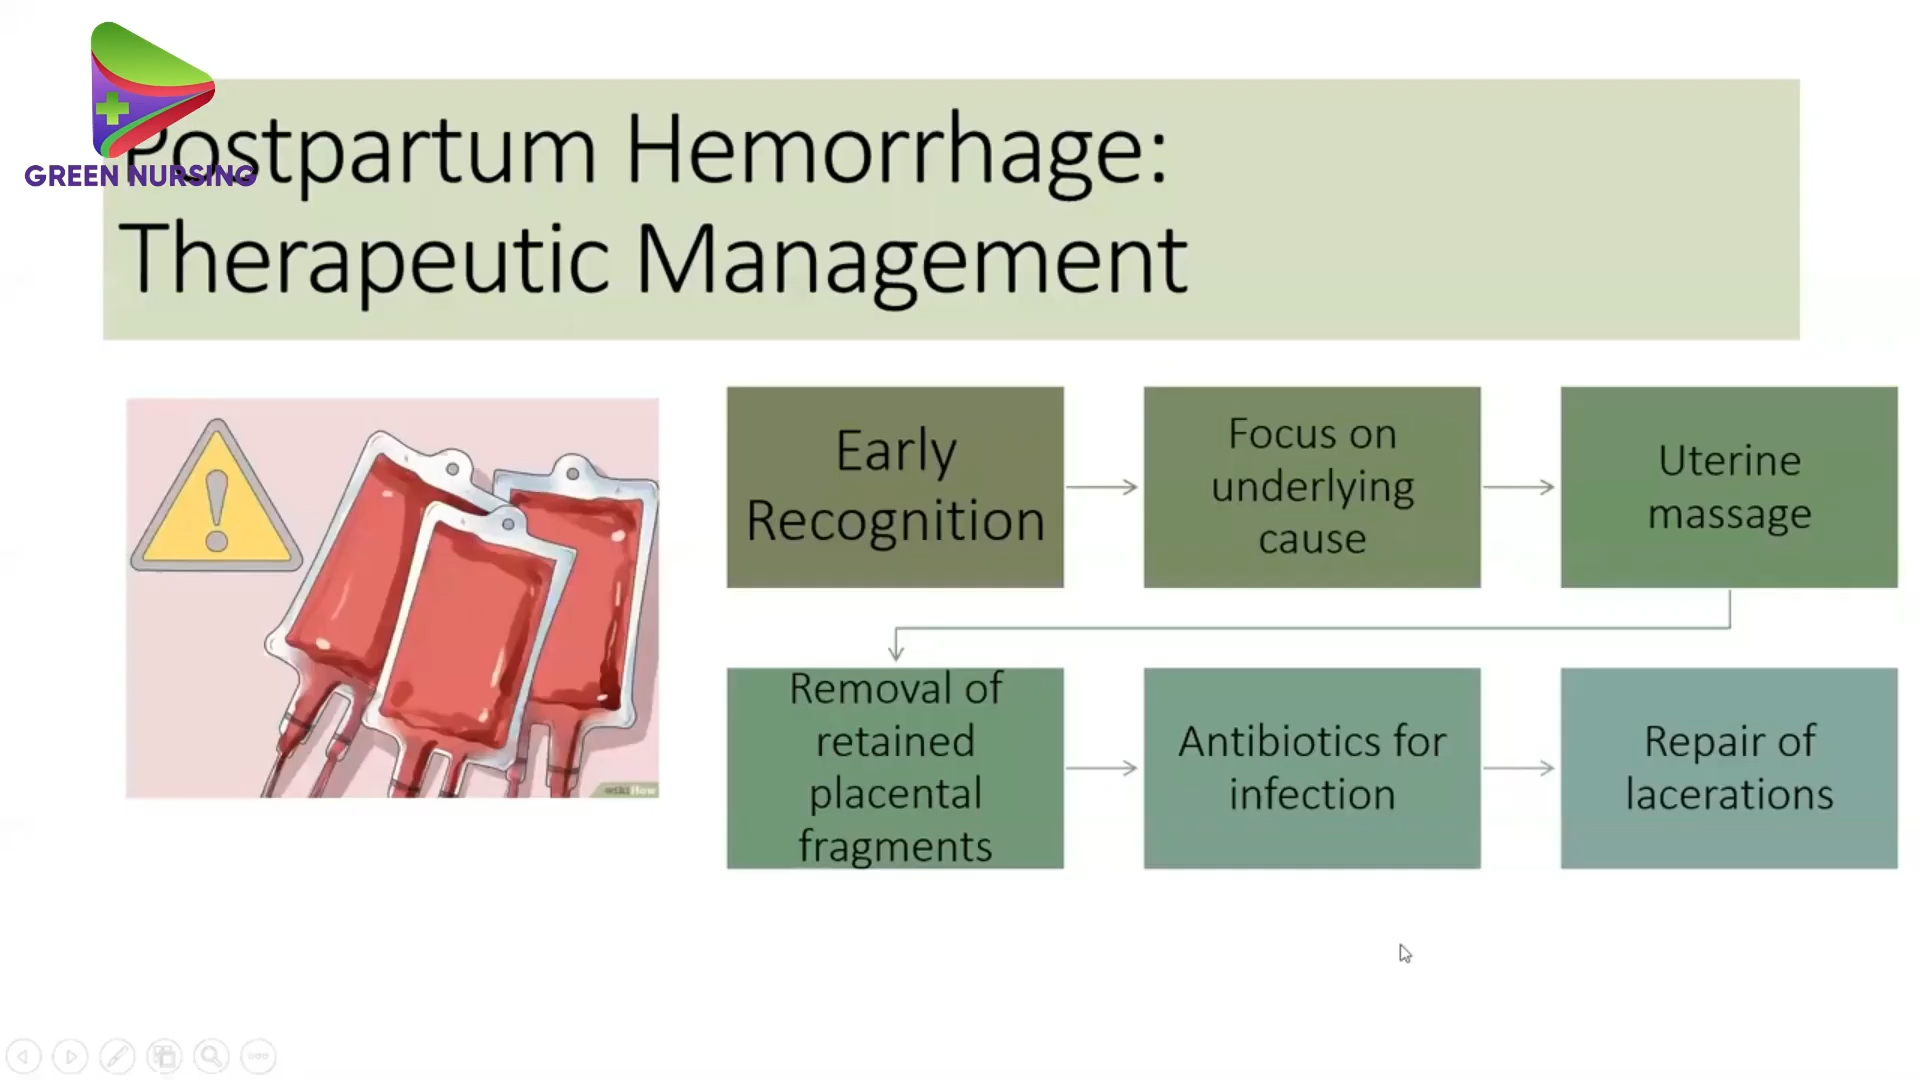 GREEN NURSING
Postpartum Hemorrhage:
Therapeutic Management
Early
Recognition
Focus on
underlying
cause
Uterine
massage
Removal of
retained
placental
fragments
Antibiotics for
infection
Repair of
lacerations
wikiHow